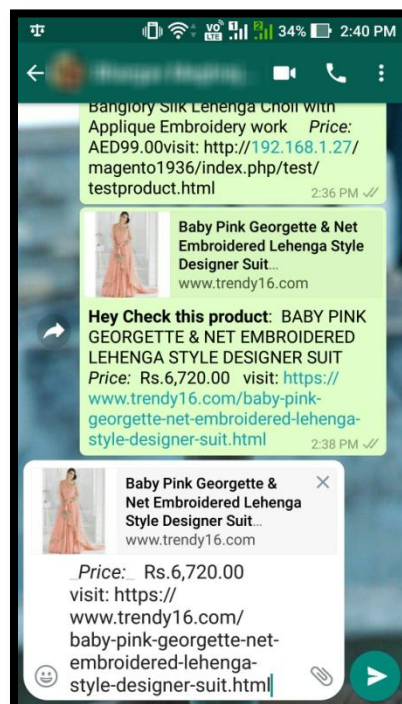 34% 2:40 PM
Banglory Silk Lehenga Choli with
Applique Embroidery work Price:
AED99.00visit: http://192.168.1.27/
magento1936/index.php/test/
testproduct.html
2:36 PM
Baby Pink Georgette & Net
Embroidered Lehenga Style
Designer Suit...
www.trendy16.com
Hey Check this product: BABY PINK
GEORGETTE & NET EMBROIDERED
LEHENGA STYLE DESIGNER SUIT
Price: Rs.6,720.00 visit: https://
www.trendy16.com/baby-pink-
georgette-net-embroidered-lehenga-
style-designer-suit.html
2:38 PM
Baby Pink Georgette &
Net Embroidered Lehenga
Style Designer Suit...
www.trendy16.com
_Price:_ Rs.6,720.00
visit: https://
www.trendy16.com/
baby-pink-georgette-net-
embroidered-lehenga-
style-designer-suit.html